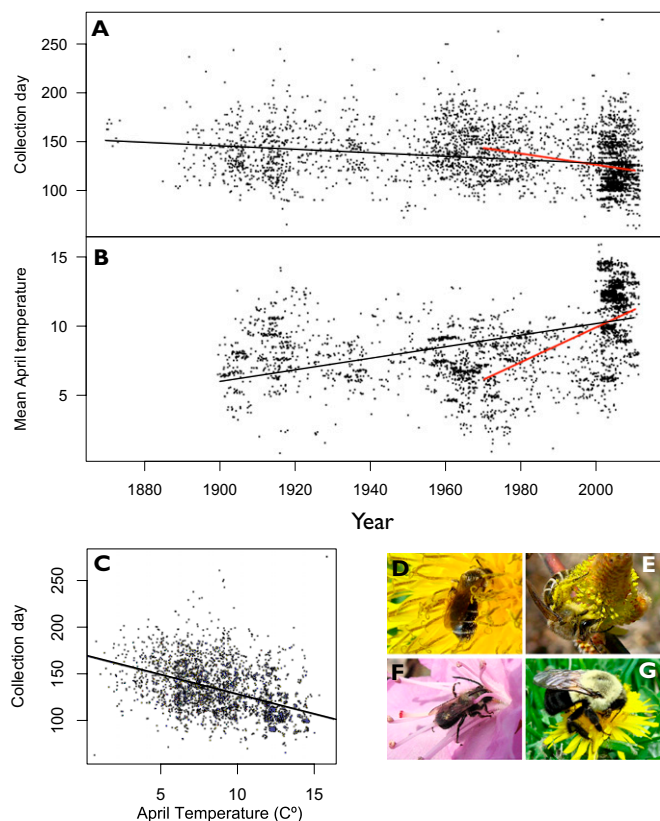 A
250
200
150
100
Collection day
B
15
10
5
Mean April temperature
1880 1900 1920 1940 1960 1980 2000
Year
C
250
200
150
100
Collection day
5 10 15
April Temperature (Cº)
D
E
F
G